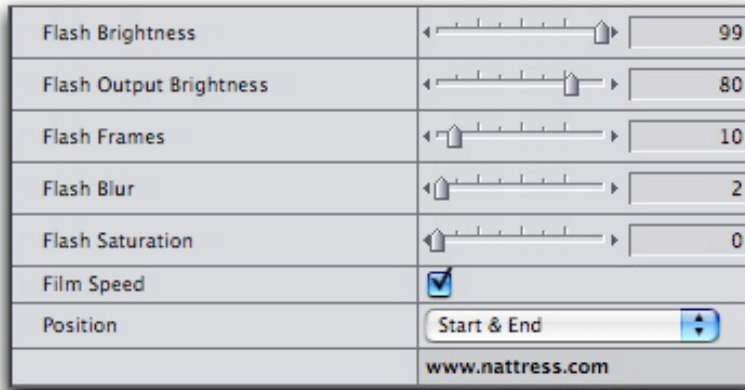 Flash Brightness 99
Flash Output Brightness 80
Flash Frames 10
Flash Blur 2
Flash Saturation 0
Film Speed
Position Start & End
www.nattress.com